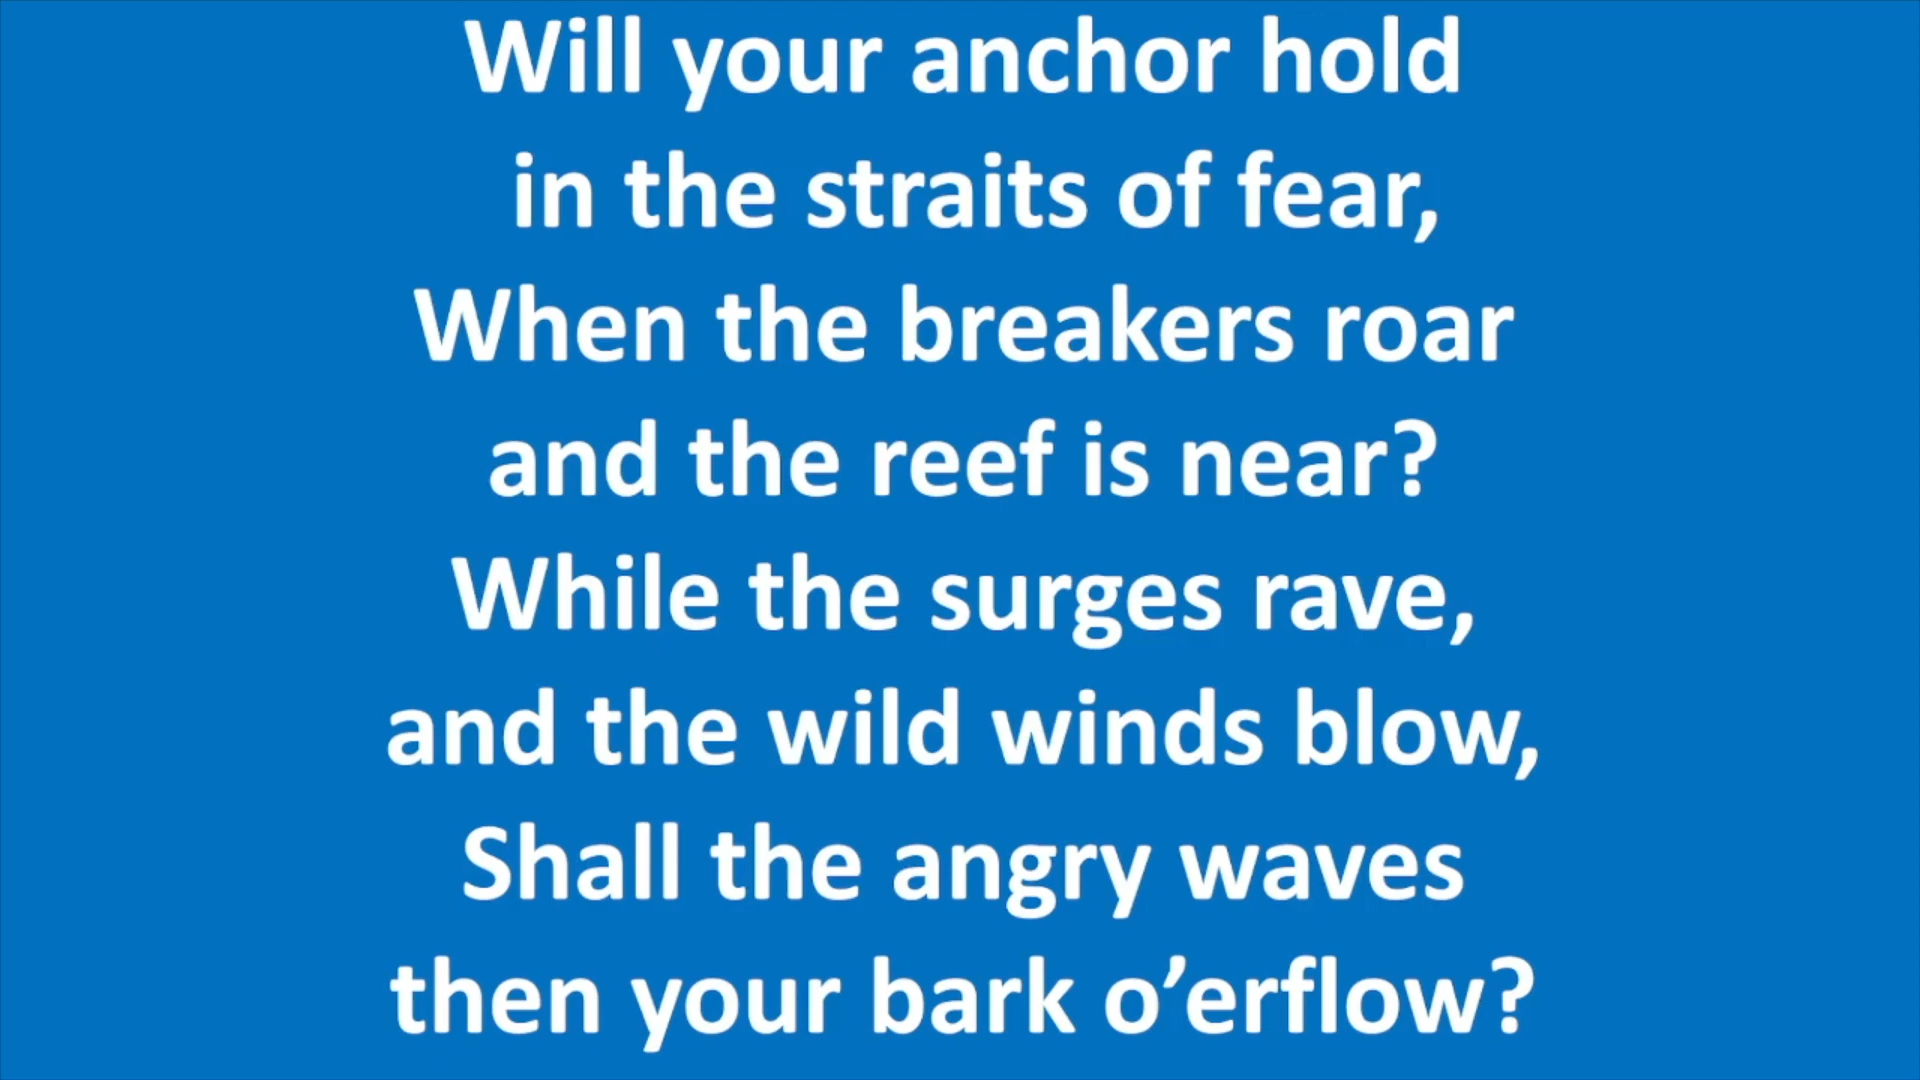 Will your anchor hold
in the straits of fear,
When the breakers roar
and the reef is near?
While the surges rave,
and the wild winds blow,
Shall the angry waves
then your bark o’erflow?